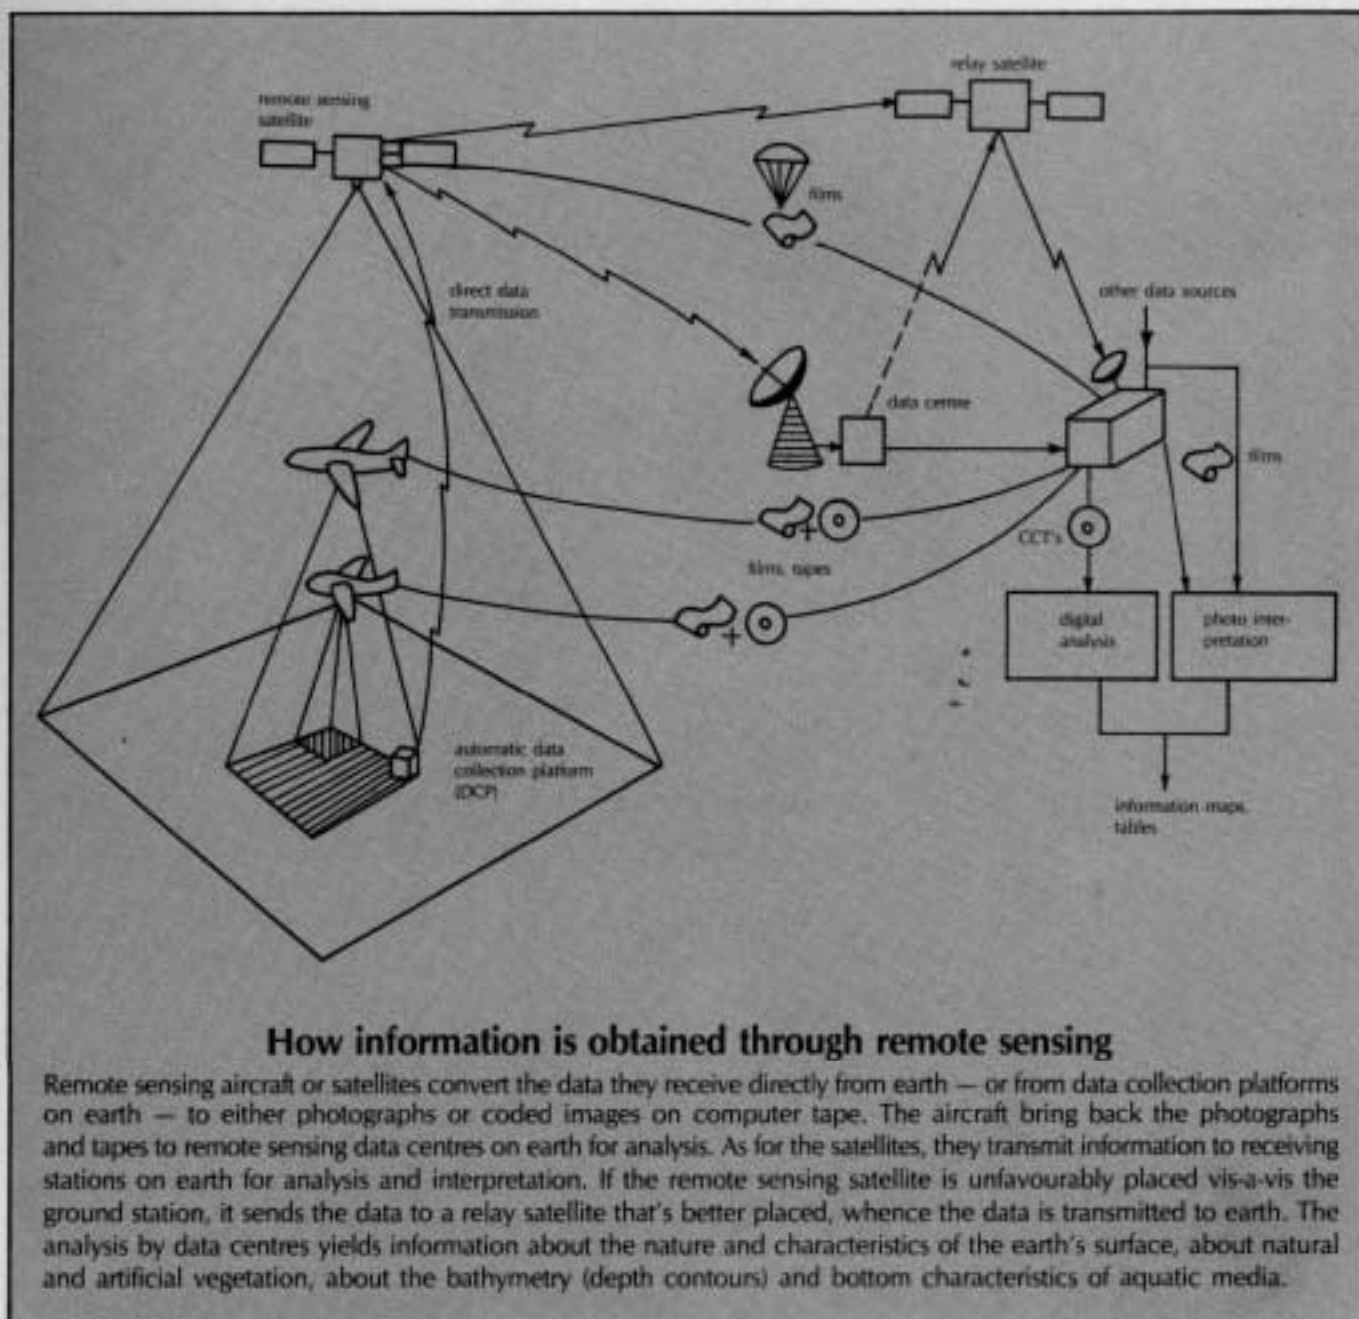 relay satellite
remote sensing
satellite
films
direct data
transmission
other data sources
data centre
films
CCT's
films, tapes
digital
analysis
photo inter-
pretation
automatic data
collection platform
(DCP)
information maps,
tables
How information is obtained through remote sensing
Remote sensing aircraft or satellites convert the data they receive directly from earth — or from data collection platforms
on earth — to either photographs or coded images on computer tape. The aircraft bring back the photographs
and tapes to remote sensing data centres on earth for analysis. As for the satellites, they transmit information to receiving
stations on earth for analysis and interpretation. If the remote sensing satellite is unfavourably placed vis-a-vis the
ground station, it sends the data to a relay satellite that's better placed, whence the data is transmitted to earth. The
analysis by data centres yields information about the nature and characteristics of the earth's surface, about natural
and artificial vegetation, about the bathymetry (depth contours) and bottom characteristics of aquatic media.